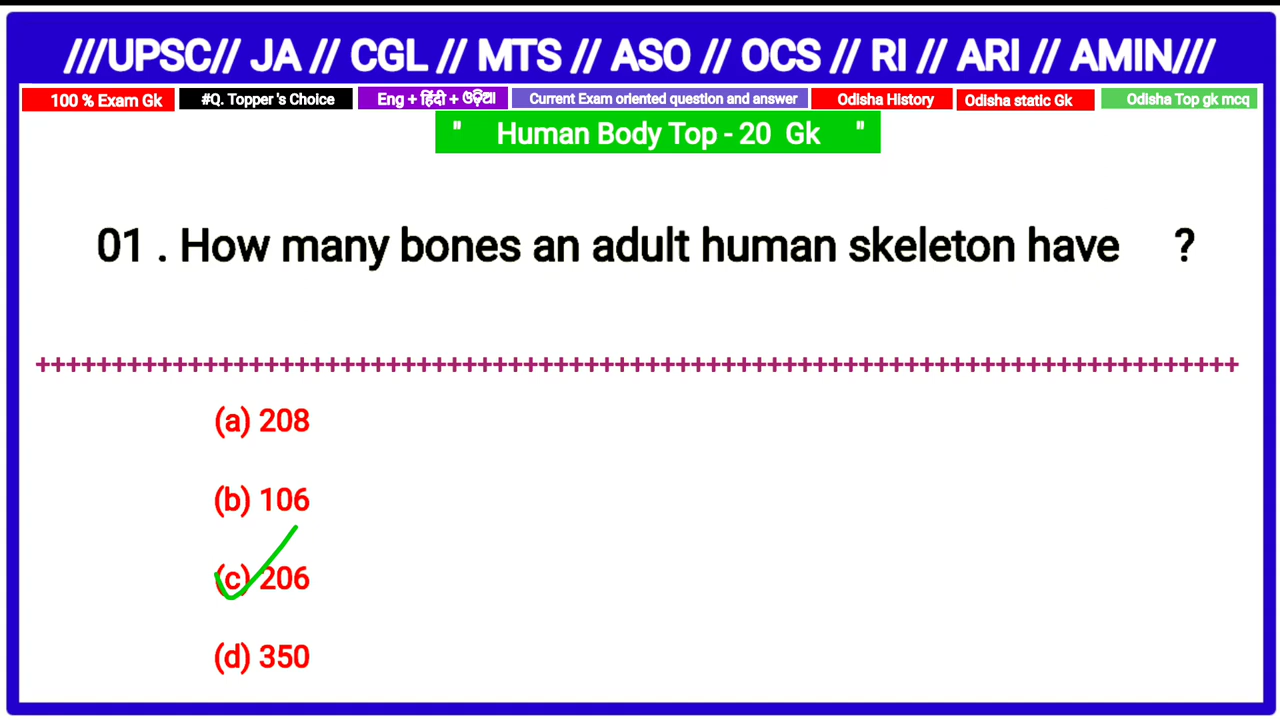 ///UPSC// JA // CGL // MTS // ASO // OCS // RI // ARI // AMIN///
100 % Exam Gk #Q. Topper 's Choice Eng + हिंदी + ଓଡ଼ିଆ Current Exam oriented question and answer Odisha History Odisha static Gk Odisha Top gk mcq
" Human Body Top - 20 Gk "
01 . How many bones an adult human skeleton have ?
++++++++++++++++++++++++++++++++++++++++++++++++++++++++++++++++++++++++++++++
(a) 208
(b) 106
(c) 206
(d) 350